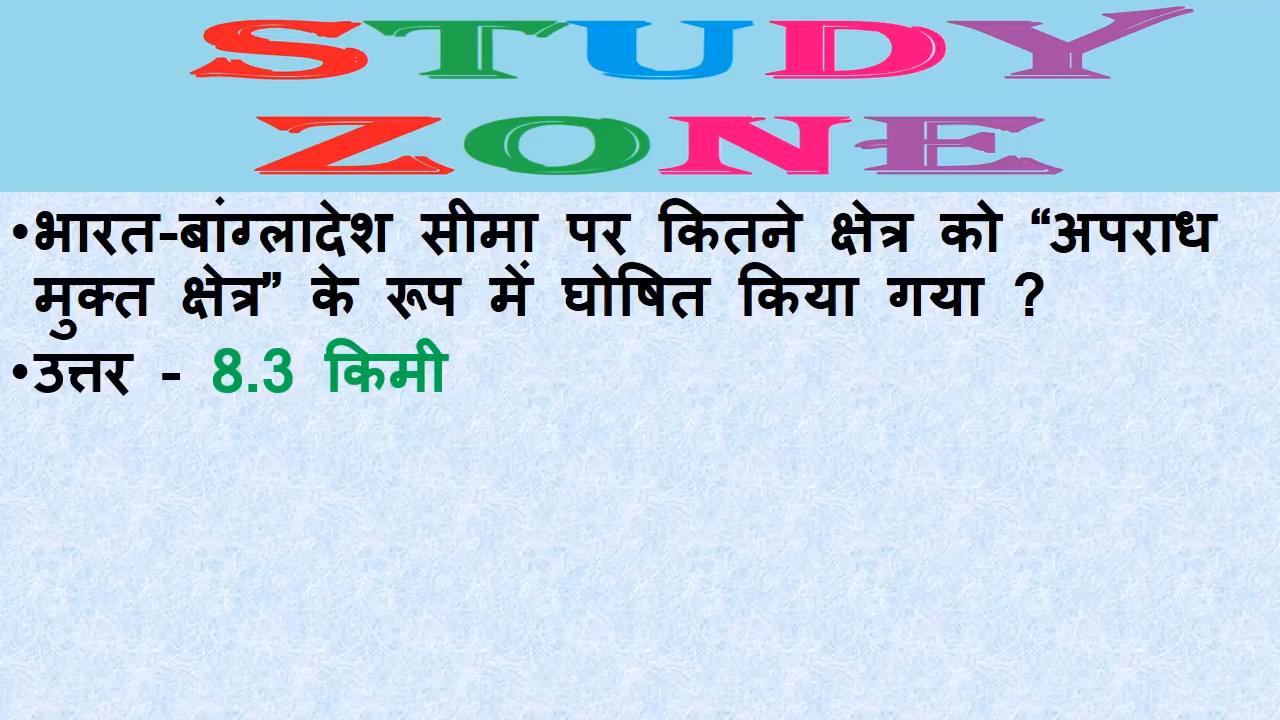 STUDY
ZONE
•भारत-बांग्लादेश सीमा पर कितने क्षेत्र को “अपराध
मुक्त क्षेत्र” के रूप में घोषित किया गया ?
•उत्तर - 8.3 किमी